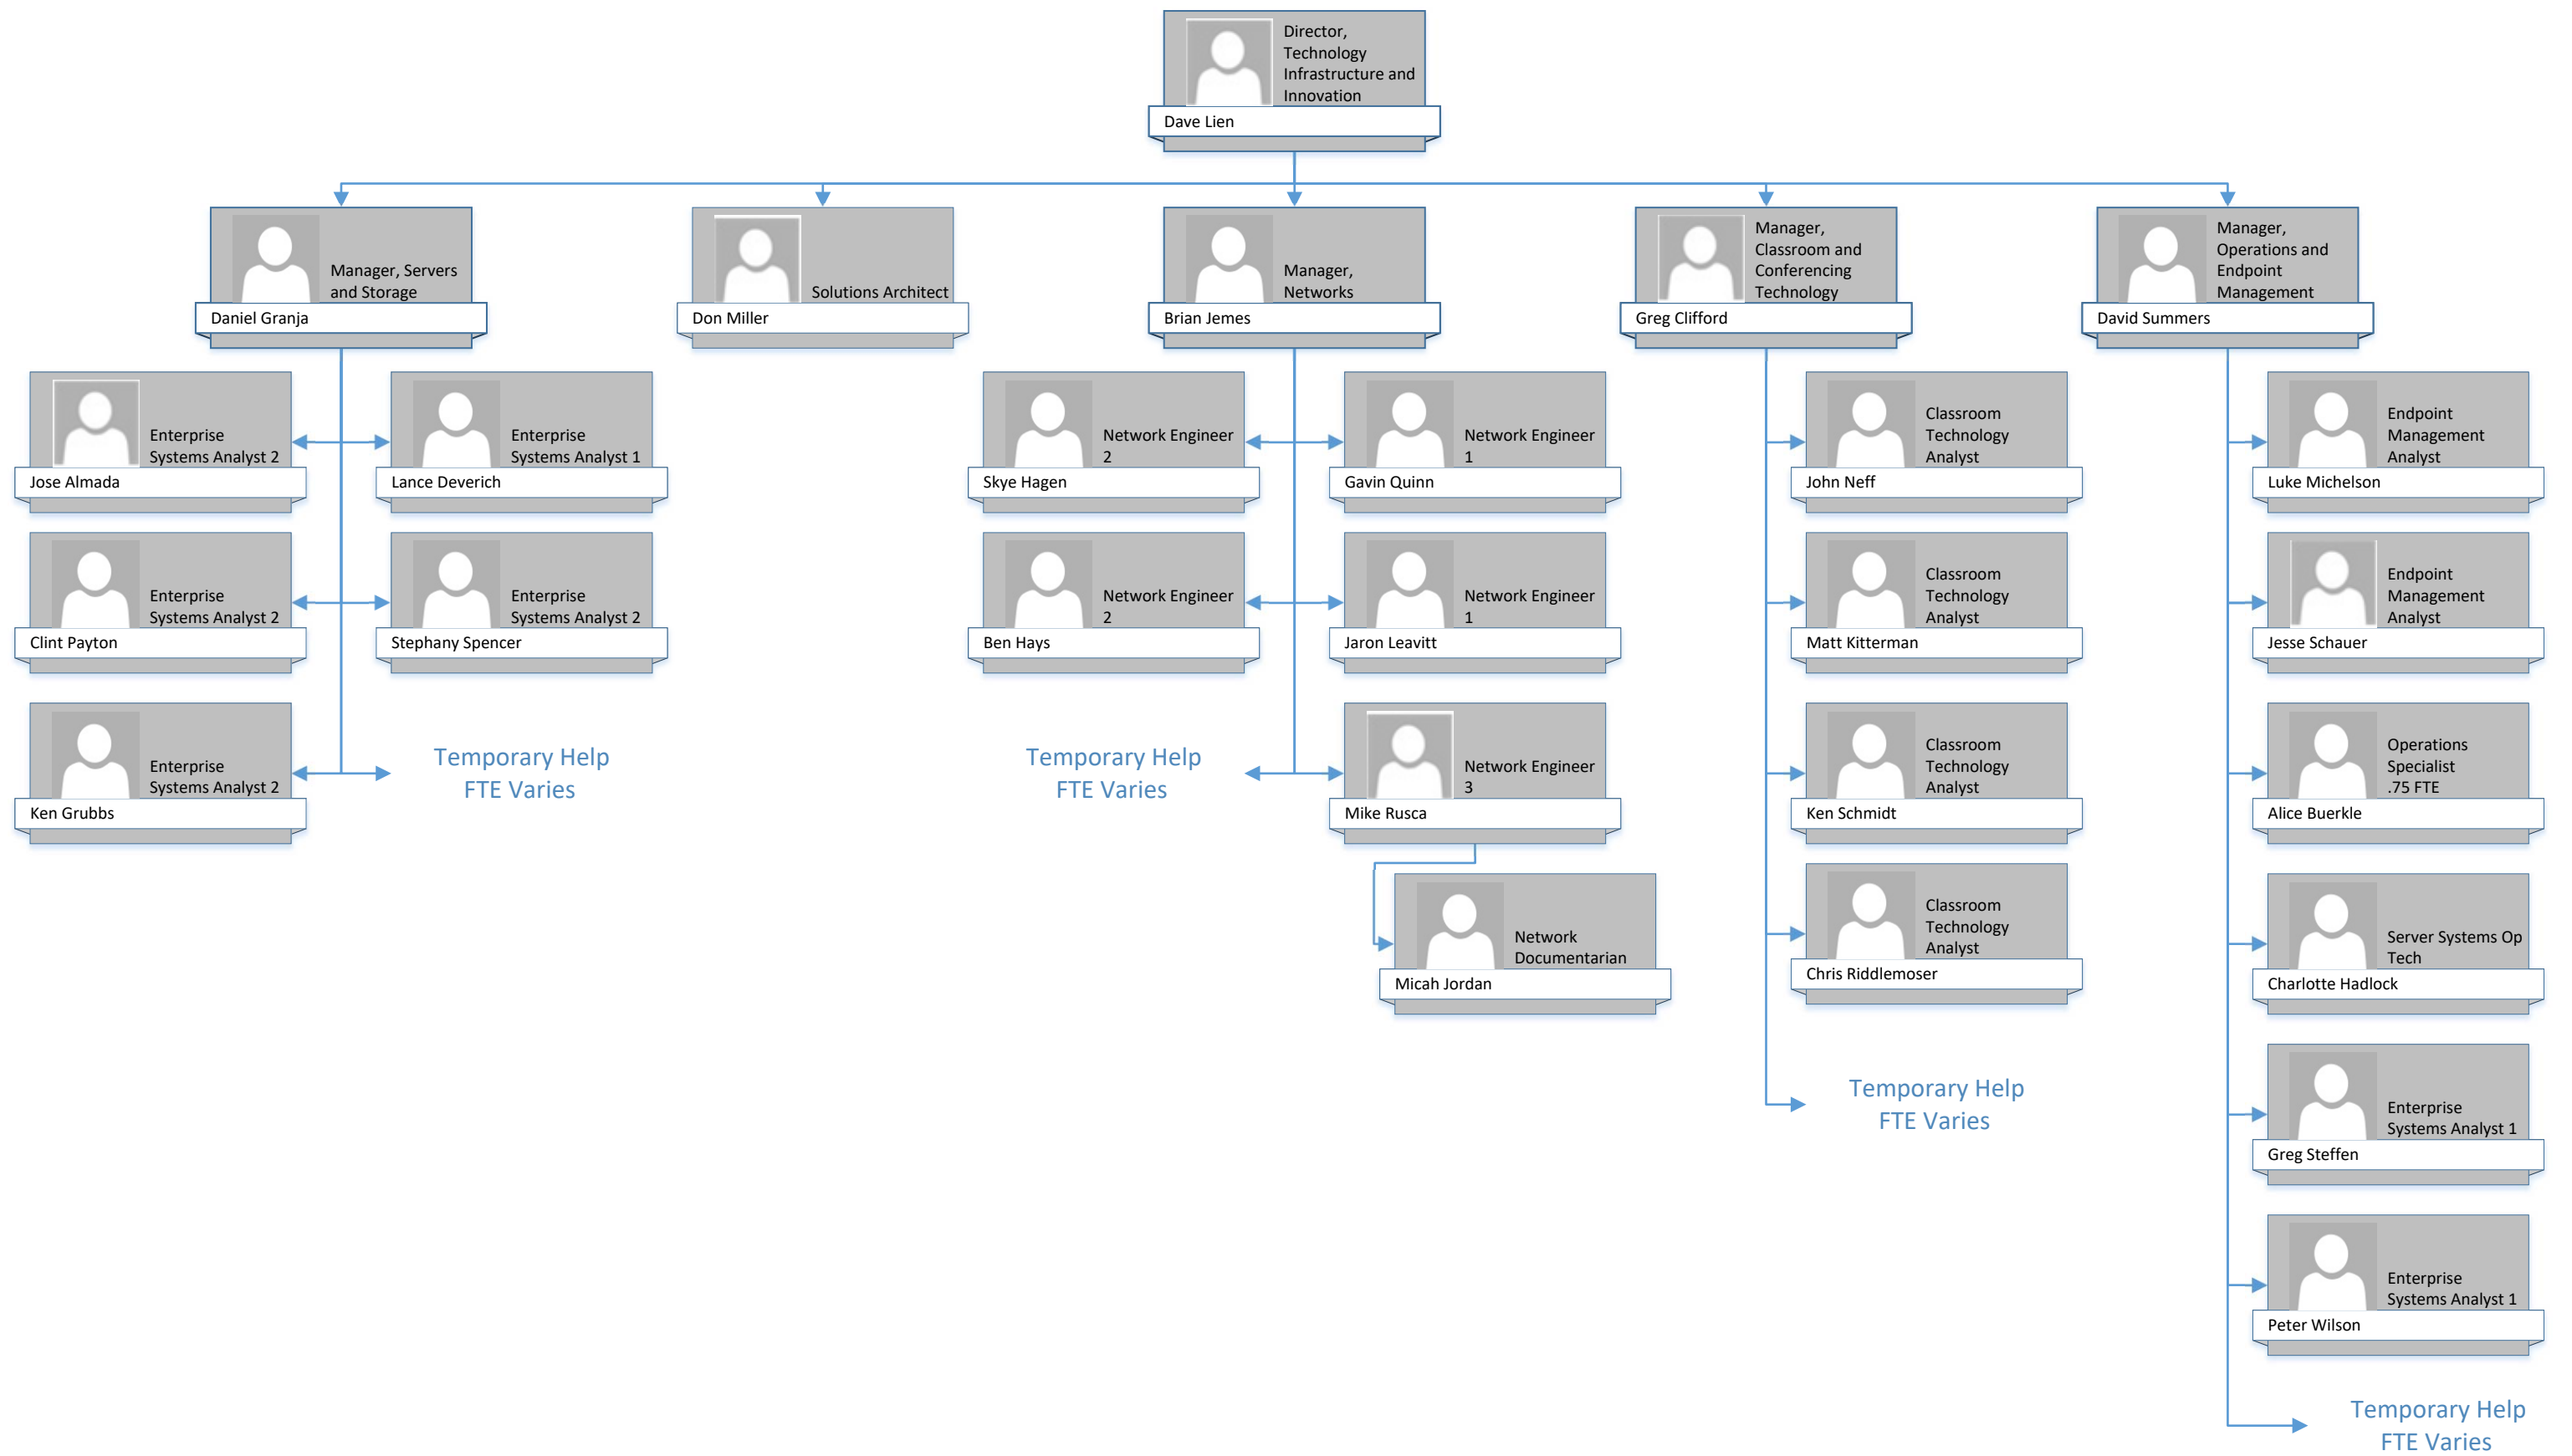 Director,
Technology
Infrastructure and
Innovation
Dave Lien
Manager, Servers
and Storage
Daniel Granja
Solutions Architect
Don Miller
Manager,
Networks
Brian Jemes
Manager,
Classroom and
Conferencing
Technology
Greg Clifford
Manager,
Operations and
Endpoint
Management
David Summers
Enterprise
Systems Analyst 2
Jose Almada
Enterprise
Systems Analyst 1
Lance Deverich
Network Engineer
2
Skye Hagen
Network Engineer
1
Gavin Quinn
Classroom
Technology
Analyst
John Neff
Endpoint
Management
Analyst
Luke Michelson
Enterprise
Systems Analyst 2
Clint Payton
Enterprise
Systems Analyst 2
Stephany Spencer
Network Engineer
2
Ben Hays
Network Engineer
1
Jaron Leavitt
Classroom
Technology
Analyst
Matt Kitterman
Endpoint
Management
Analyst
Jesse Schauer
Enterprise
Systems Analyst 2
Ken Grubbs
Temporary Help
FTE Varies
Temporary Help
FTE Varies
Network Engineer
3
Mike Rusca
Classroom
Technology
Analyst
Ken Schmidt
Operations
Specialist
.75 FTE
Alice Buerkle
Network
Documentarian
Micah Jordan
Classroom
Technology
Analyst
Chris Riddlemoser
Server Systems Op
Tech
Charlotte Hadlock
Temporary Help
FTE Varies
Enterprise
Systems Analyst 1
Greg Steffen
Enterprise
Systems Analyst 1
Peter Wilson
Temporary Help
FTE Varies